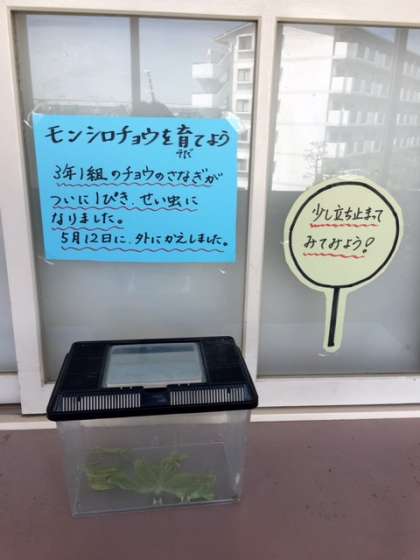 モンシロチョウを育てよう
そだ
3年1組のチョウのさなぎが
ついに1ぴき、せい虫に
なりました。
5月12日に、外にかえしました。
少し立ち止まって
みてみよう!